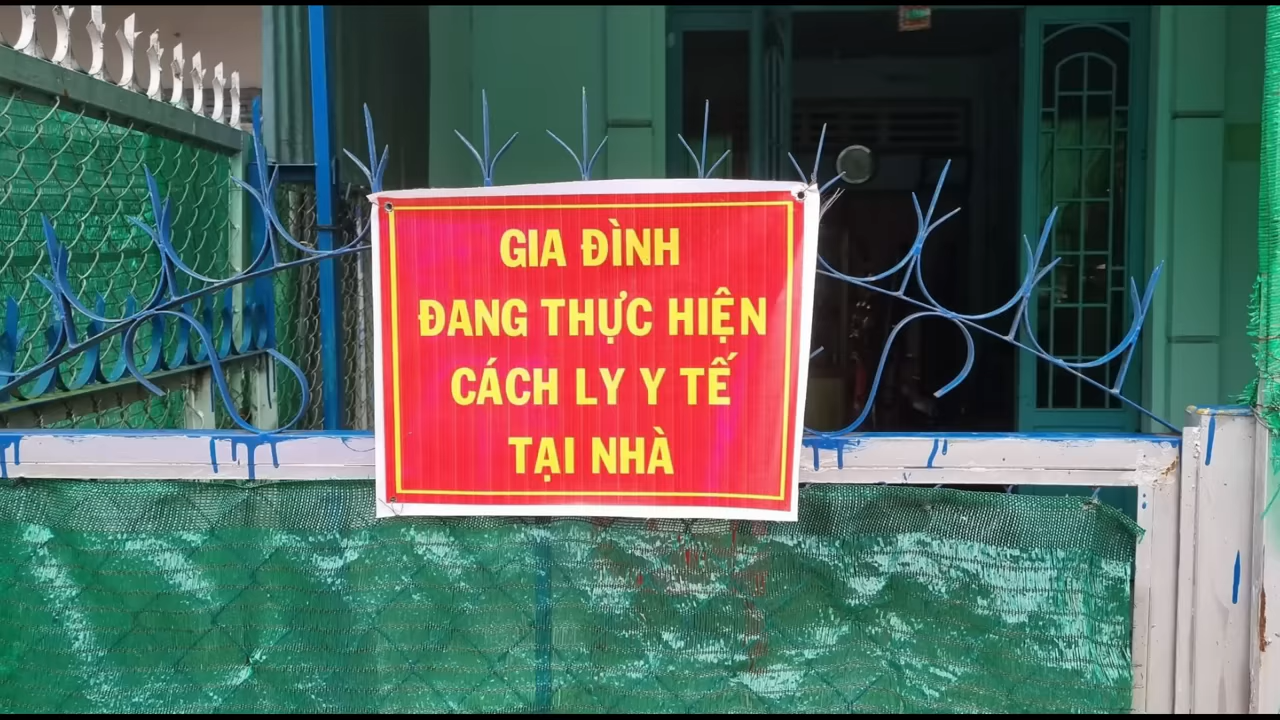 GIA ĐÌNH
ĐANG THỰC HIỆN
CÁCH LY Y TẾ
TẠI NHÀ